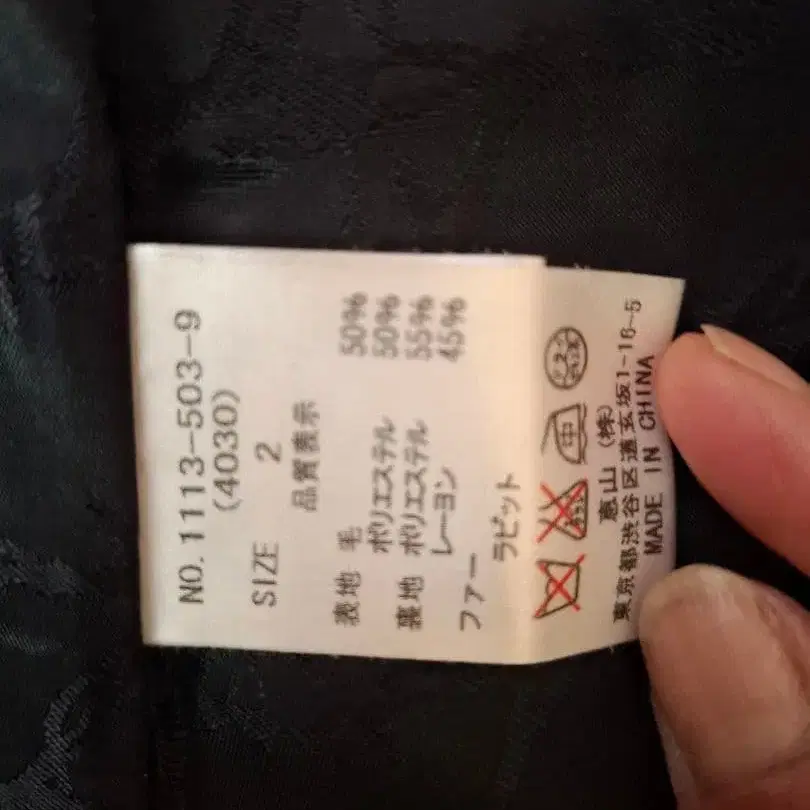 NO.1113-503-9
(4030)
SIZE 2
品質表示
表地 毛 50%
ポリエステル 50%
裏地 ポリエステル 55%
レーヨン 45%
ファー
ラビット
中
恵山(株)
東京都渋谷区道玄坂1-16-5
MADE IN CHINA